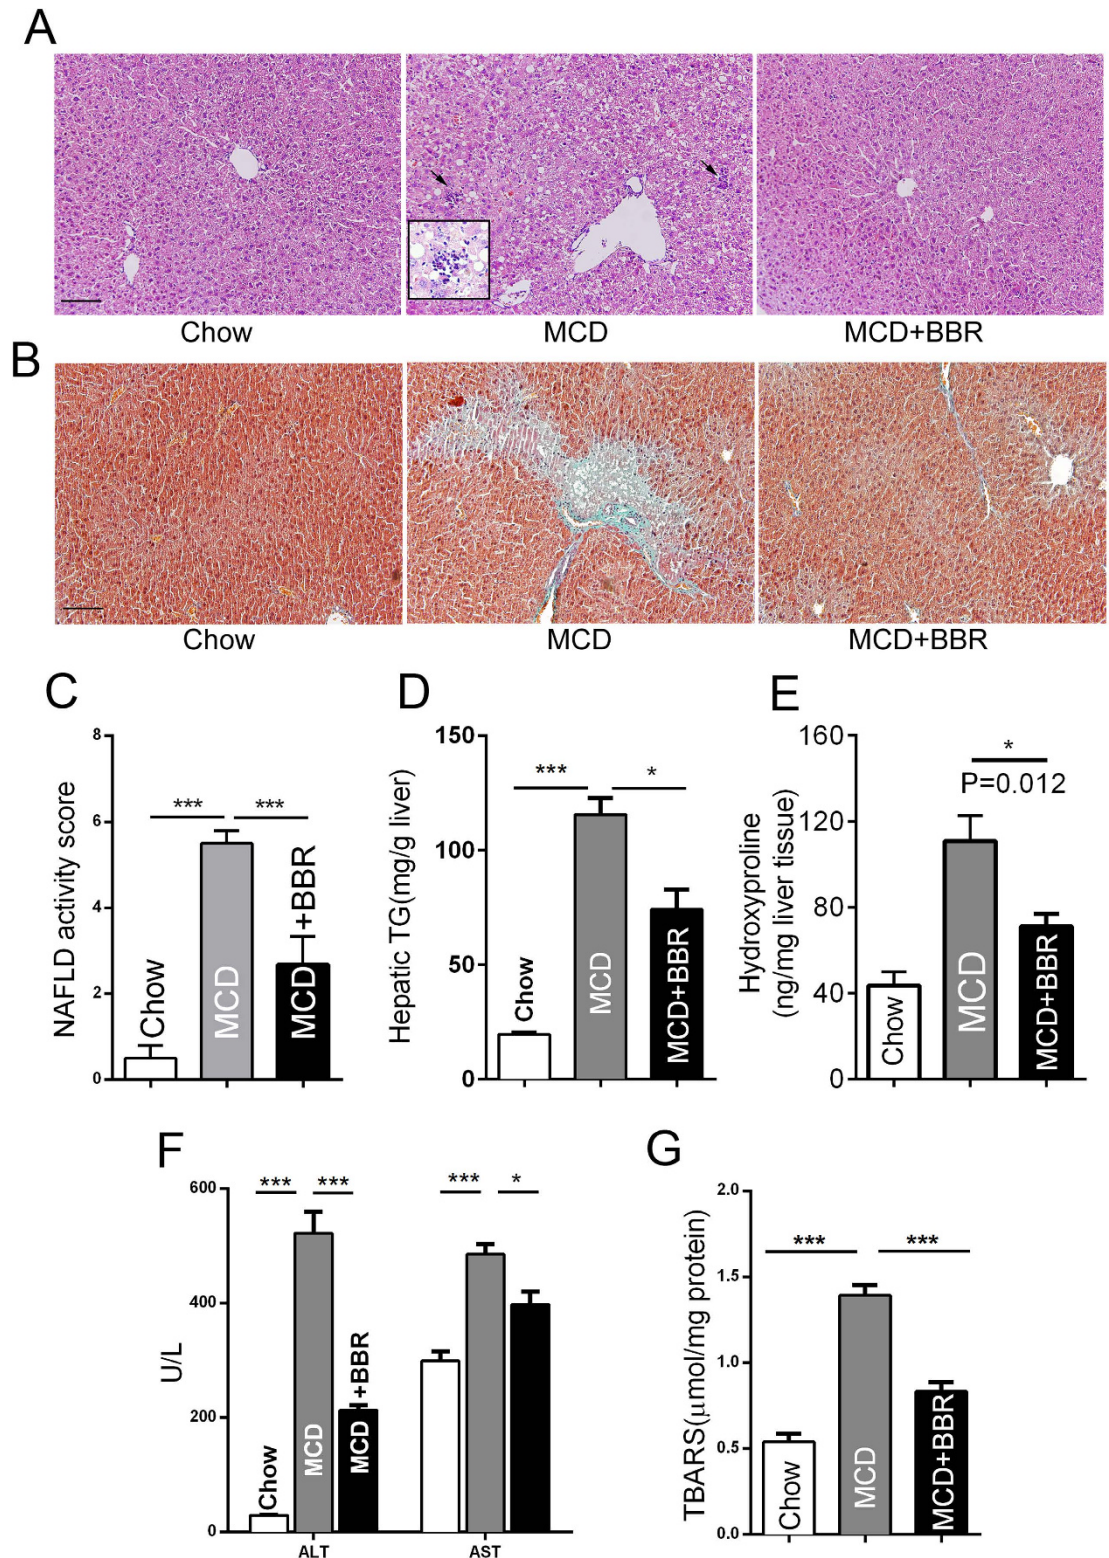 A
Chow
MCD
MCD+BBR
B
Chow
MCD
MCD+BBR
C
NAFLD activity score
8
6
4
2
0
***
***
Chow
MCD
MCD+BBR
D
Hepatic TG(mg/g liver)
150
100
50
0
***
*
Chow
MCD
MCD+BBR
E
Hydroxyproline
(ng/mg liver tissue)
160
120
80
40
0
*
P=0.012
Chow
MCD
MCD+BBR
F
U/L
600
400
200
0
***
***
***
*
Chow
MCD
MCD+BBR
ALT
AST
G
TBARS(μmol/mg protein)
2.0
1.5
1.0
0.5
0.0
***
***
Chow
MCD
MCD+BBR